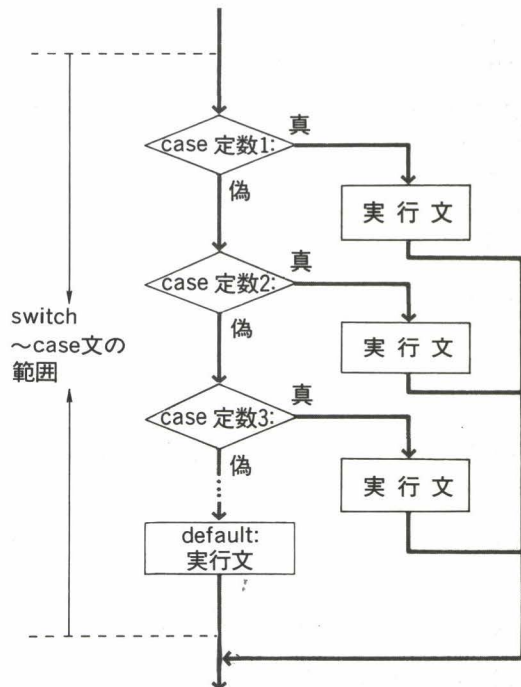 case 定数1:
真
偽
実行文
case 定数2:
真
偽
実行文
switch
～case文の
範囲
case 定数3:
真
偽
実行文
default:
実行文